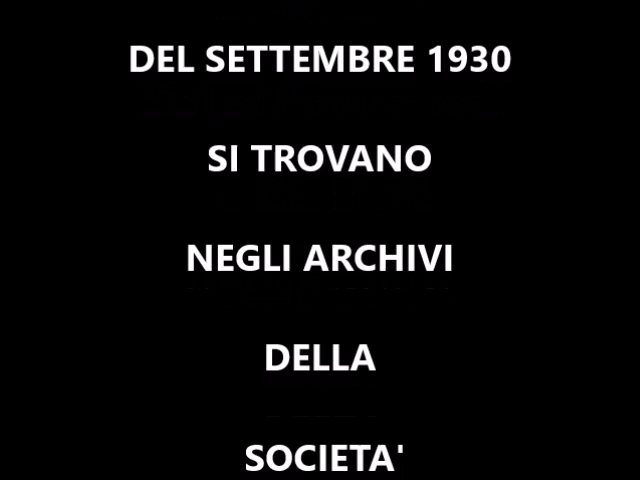 DEL SETTEMBRE 1930
SI TROVANO
NEGLI ARCHIVI
DELLA
SOCIETA'